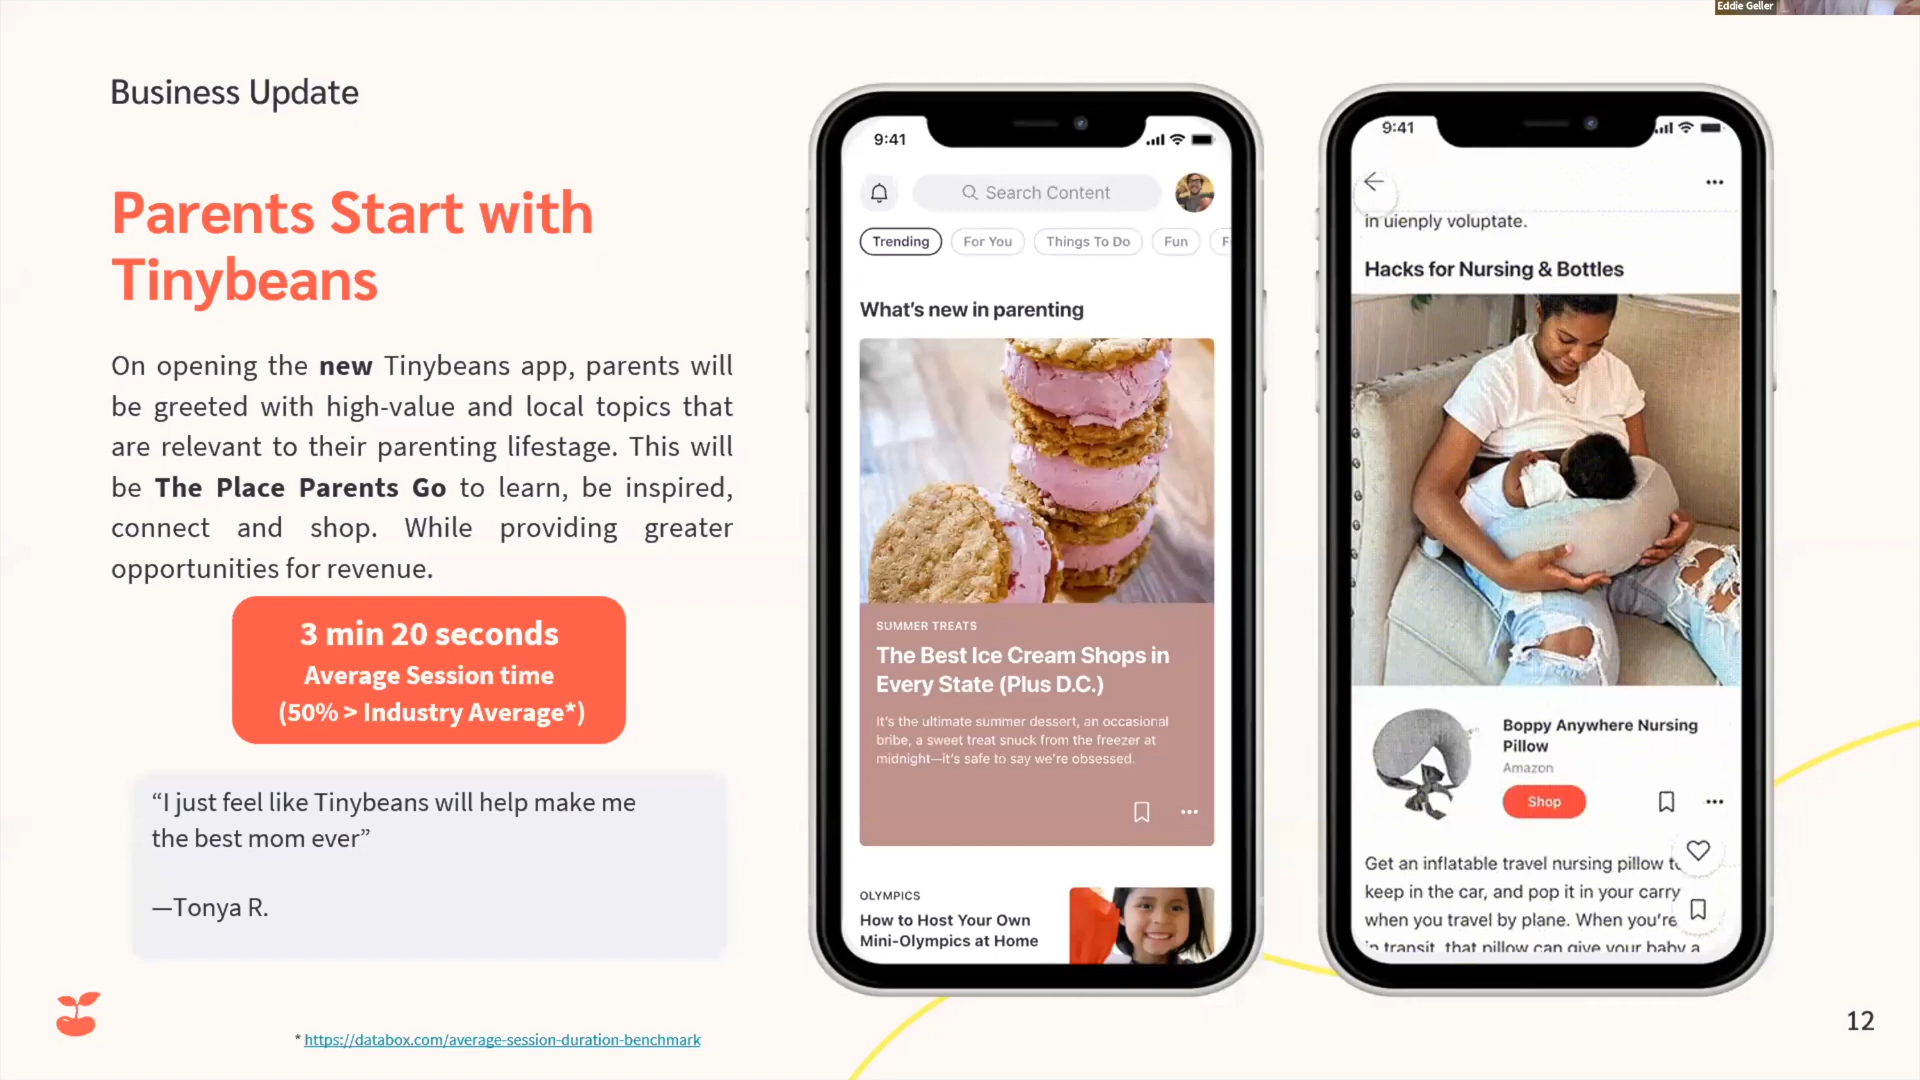 Eddie Geller
Business Update
Parents Start with
Tinybeans
On opening the new Tinybeans app, parents will
be greeted with high-value and local topics that
are relevant to their parenting lifestage. This will
be The Place Parents Go to learn, be inspired,
connect and shop. While providing greater
opportunities for revenue.
3 min 20 seconds
Average Session time
(50% > Industry Average*)
“I just feel like Tinybeans will help make me
the best mom ever”
—Tonya R.
* https://databox.com/average-session-duration-benchmark
9:41
Search Content
Trending For You Things To Do Fun F
What's new in parenting
SUMMER TREATS
The Best Ice Cream Shops in
Every State (Plus D.C.)
It's the ultimate summer dessert, an occasional
bribe, a sweet treat snuck from the freezer at
midnight—it's safe to say we're obsessed.
OLYMPICS
How to Host Your Own
Mini-Olympics at Home
9:41
in uienply voluptate.
Hacks for Nursing & Bottles
Boppy Anywhere Nursing
Pillow
Amazon
Shop
Get an inflatable travel nursing pillow to
keep in the car, and pop it in your carry
when you travel by plane. When you're
in transit, that pillow can give your baby a
12